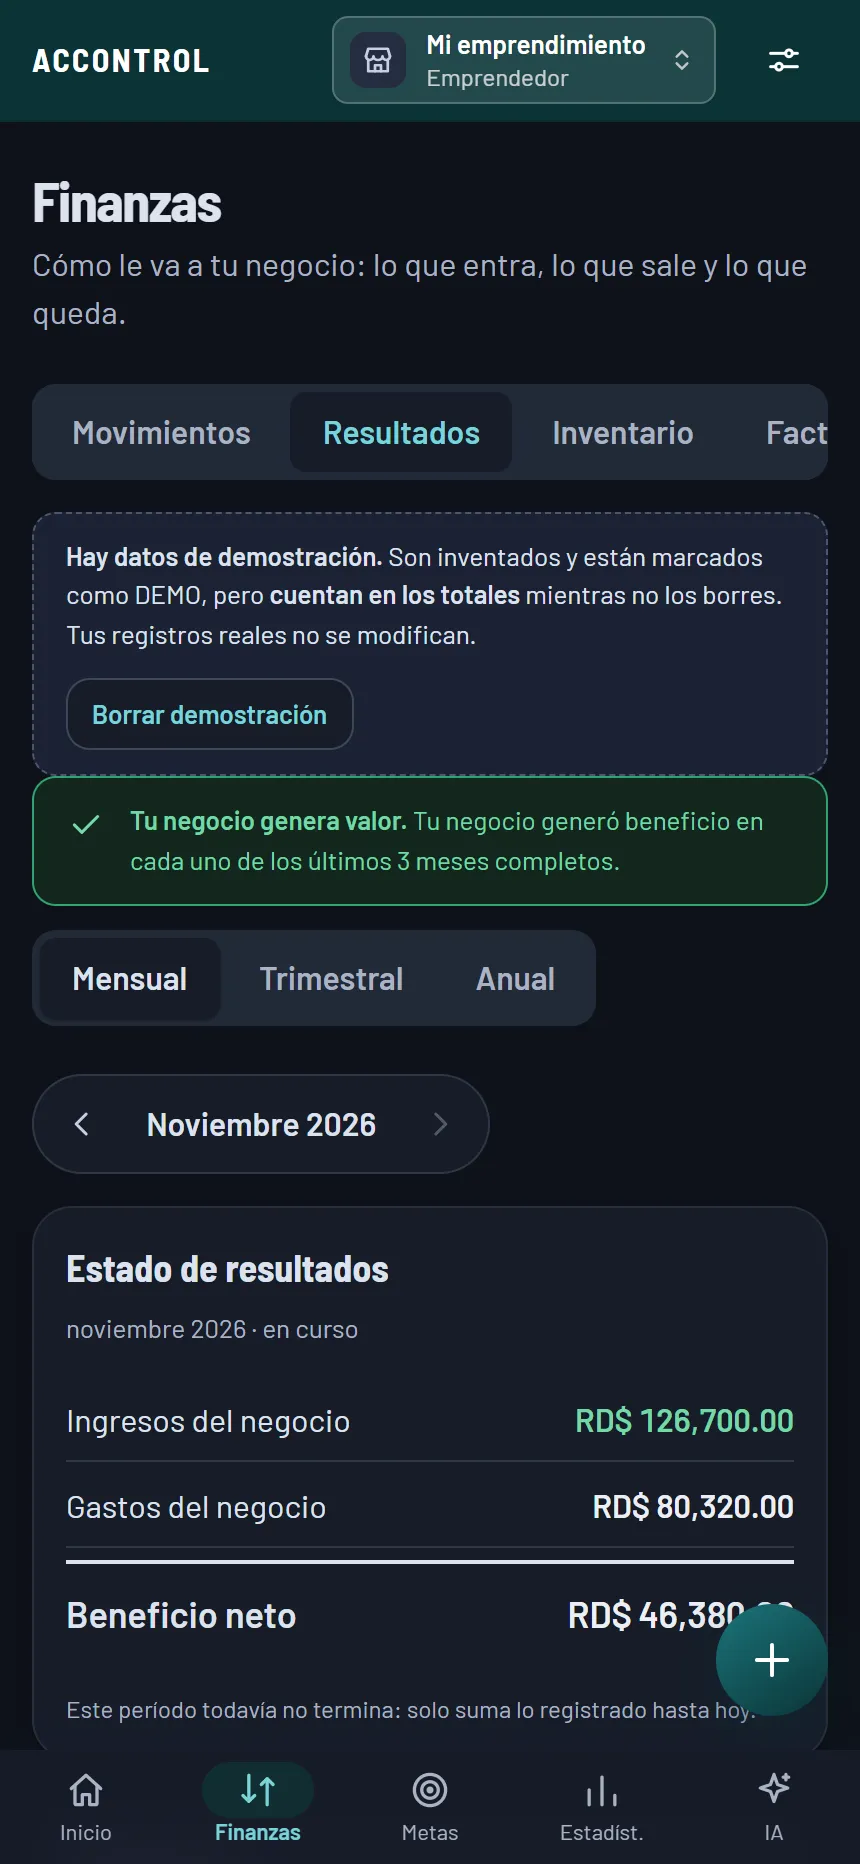 ACCONTROL
Mi emprendimiento
Emprendedor
Finanzas
Cómo le va a tu negocio: lo que entra, lo que sale y lo que
queda.
Movimientos Resultados Inventario Fact
Hay datos de demostración. Son inventados y están marcados
como DEMO, pero cuentan en los totales mientras no los borres.
Tus registros reales no se modifican.
Borrar demostración
Tu negocio genera valor. Tu negocio generó beneficio en
cada uno de los últimos 3 meses completos.
Mensual Trimestral Anual
Noviembre 2026
Estado de resultados
noviembre 2026 · en curso
Ingresos del negocio RD$ 126,700.00
Gastos del negocio RD$ 80,320.00
Beneficio neto RD$ 46,380.00
Este período todavía no termina: solo suma lo registrado hasta hoy.
Inicio Finanzas Metas Estadíst. IA